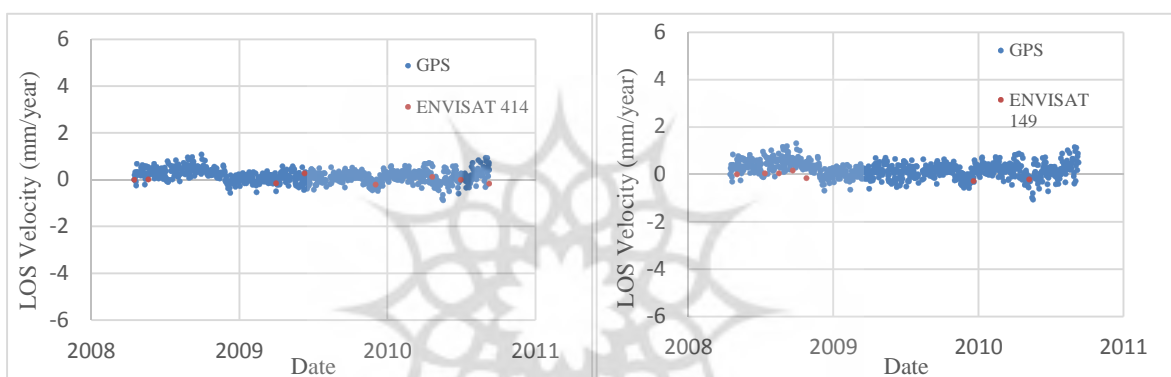 6
4
2
0
-2
-4
-6
LOS Velocity (mm/year)
GPS
ENVISAT 414
2008
2009
2010
2011
Date
6
4
2
0
-2
-4
-6
LOS Velocity (mm/year)
GPS
ENVISAT
149
2008
2009
2010
2011
Date